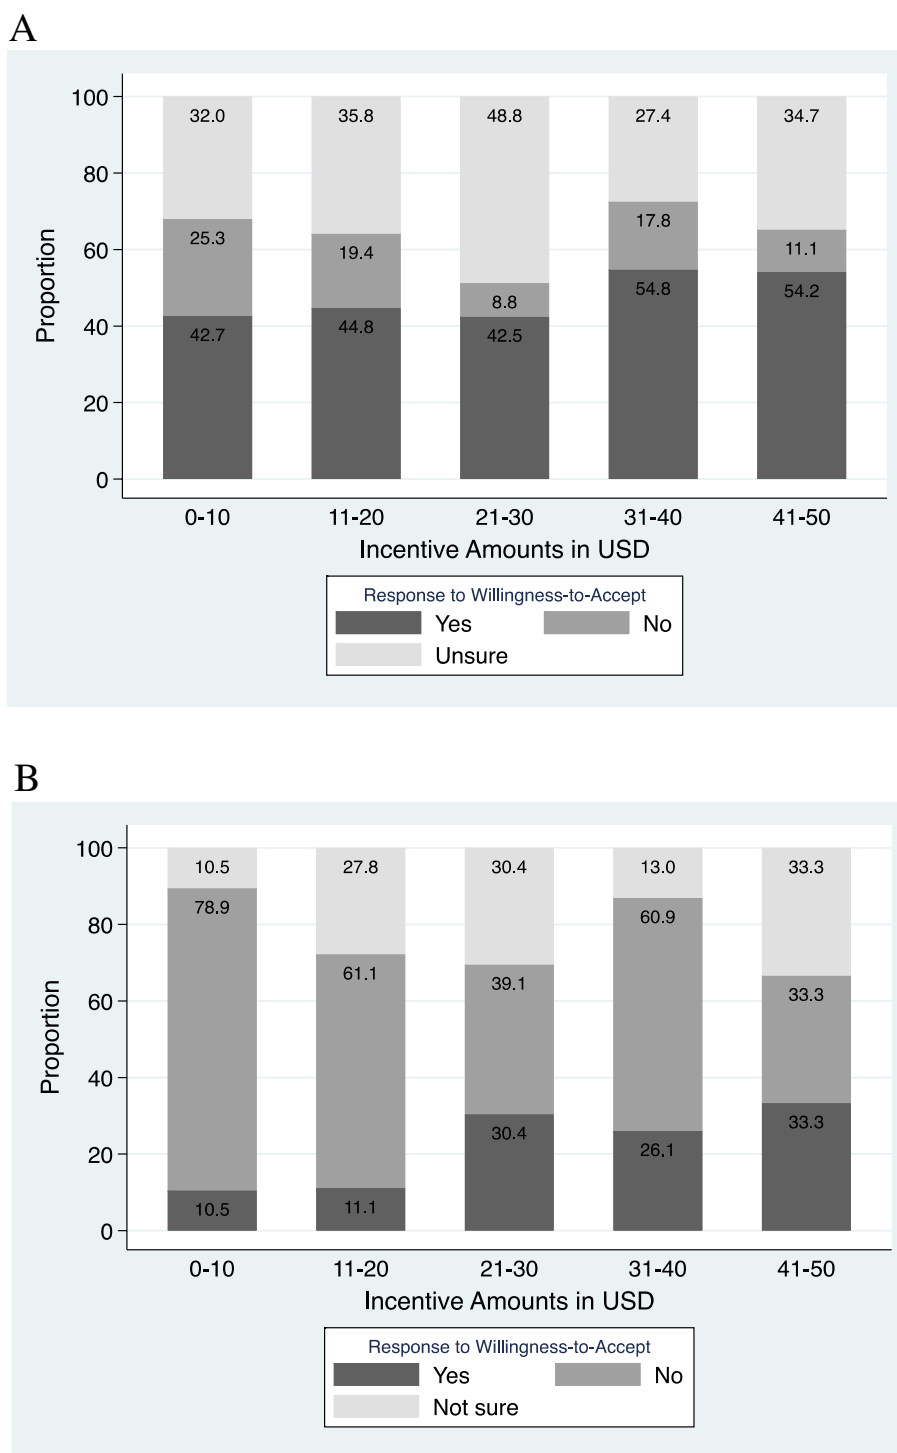 A
100
80
60
40
20
0
Proportion
32.0 35.8 48.8 27.4 34.7
25.3 19.4 8.8 17.8 11.1
42.7 44.8 42.5 54.8 54.2
0-10 11-20 21-30 31-40 41-50
Incentive Amounts in USD
Response to Willingness-to-Accept
Yes No
Unsure
B
100
80
60
40
20
0
Proportion
10.5 27.8 30.4 13.0 33.3
78.9 61.1 39.1 60.9 33.3
10.5 11.1 30.4 26.1 33.3
0-10 11-20 21-30 31-40 41-50
Incentive Amounts in USD
Response to Willingness-to-Accept
Yes No
Not sure